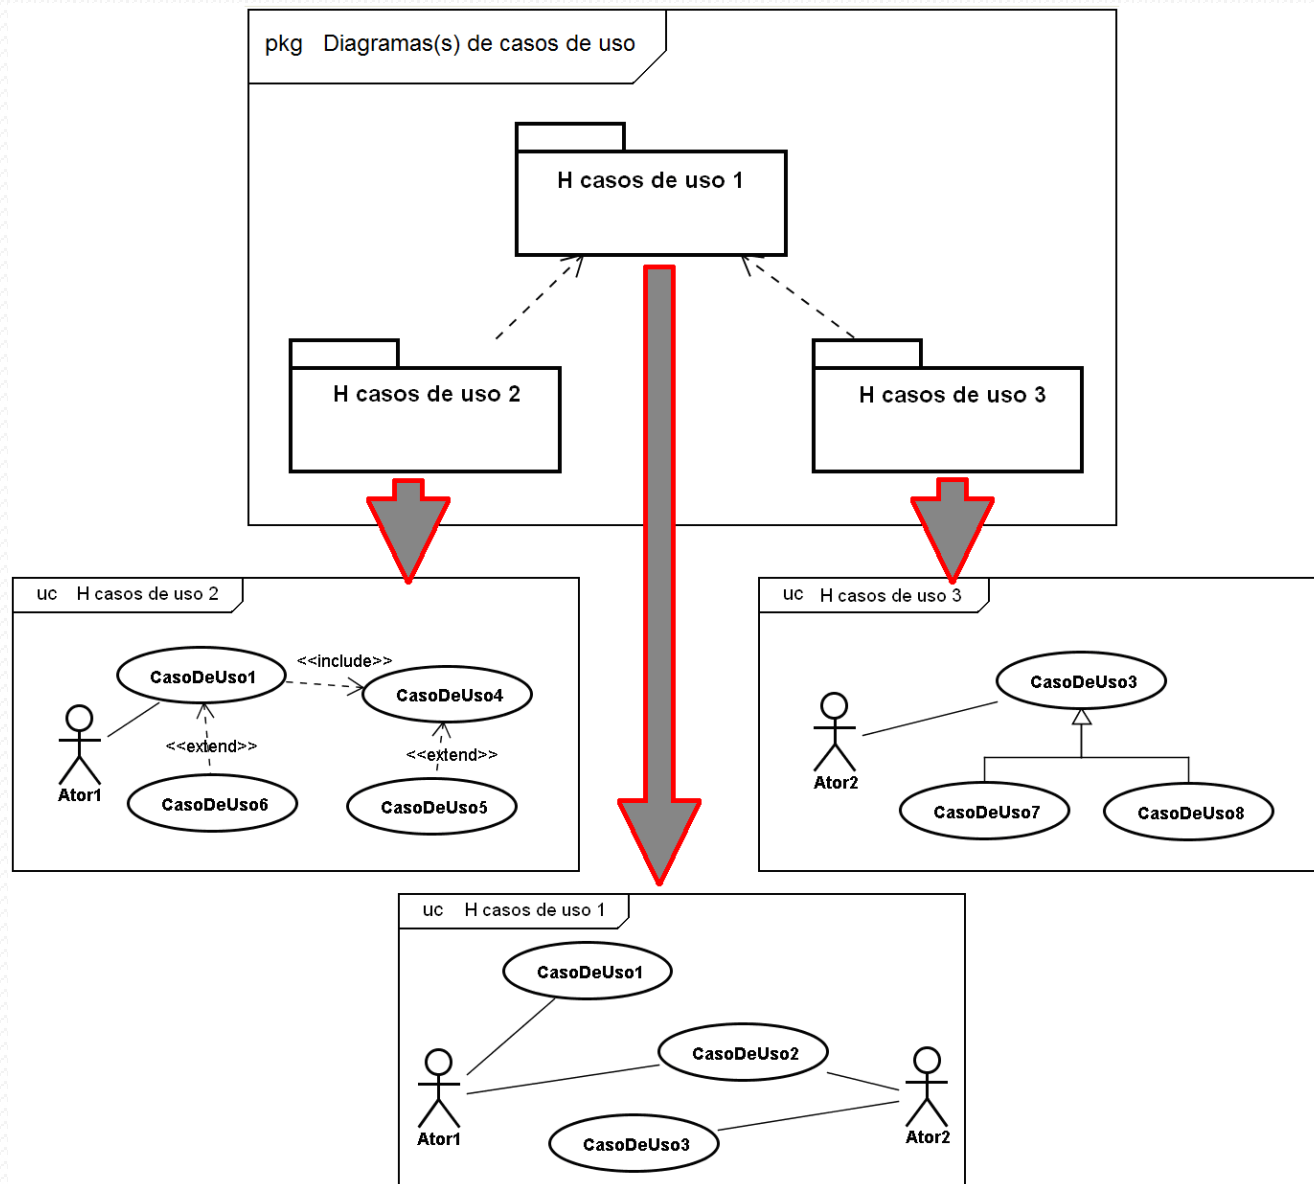 pkg Diagramas(s) de casos de uso
H casos de uso 1
H casos de uso 2
H casos de uso 3
uc H casos de uso 2
CasoDeUso1
<<include>>
CasoDeUso4
<<extend>>
<<extend>>
Ator1
CasoDeUso6
CasoDeUso5
uc H casos de uso 3
CasoDeUso3
Ator2
CasoDeUso7
CasoDeUso8
uc H casos de uso 1
CasoDeUso1
CasoDeUso2
Ator1
CasoDeUso3
Ator2